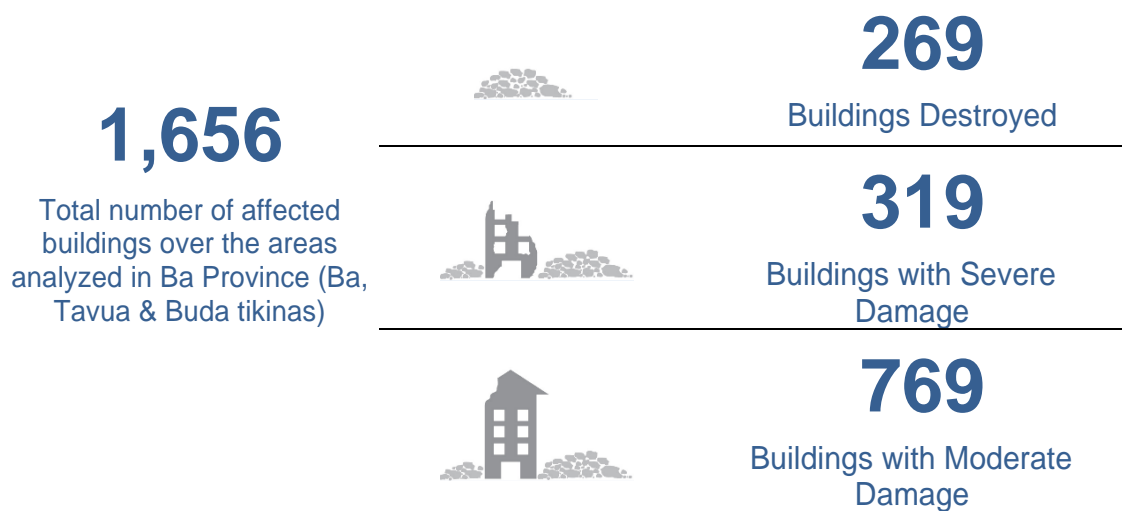 1,656
Total number of affected
buildings over the areas
analyzed in Ba Province (Ba,
Tavua & Buda tikinas)
269
Buildings Destroyed
319
Buildings with Severe
Damage
769
Buildings with Moderate
Damage